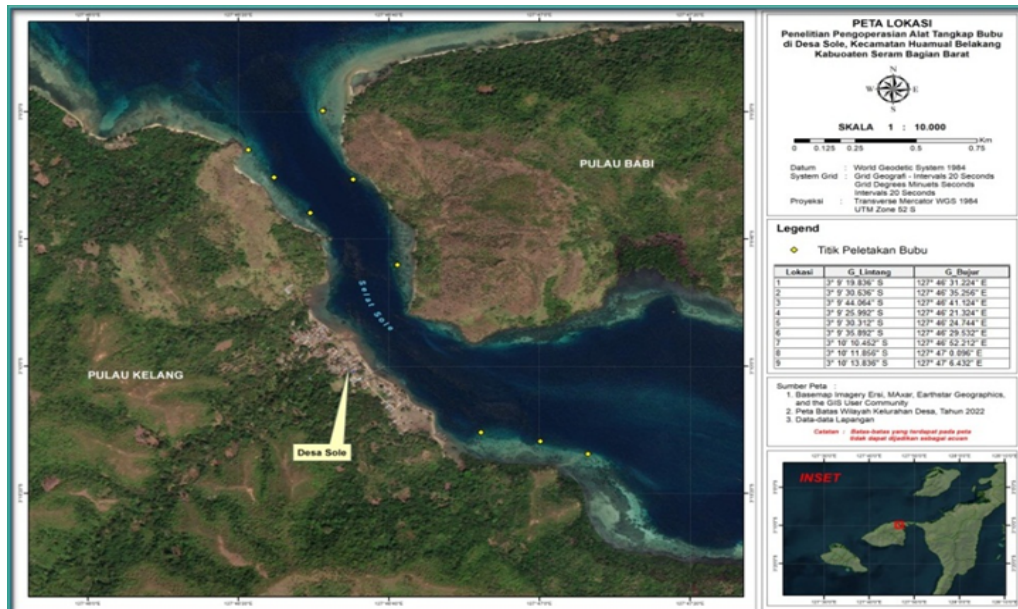 PETA LOKASI
Penelitian Pengoperasian Alat Tangkap Bubu
di Desa Sole, Kecamatan Huamual Belakang
Kabuoaten Seram Bagian Barat
N
W E
S
SKALA 1 : 10.000
Km
0 0.125 0.25 0.5 0.75
Datum : World Geodetic System 1984
System Grid : Grid Geografi - Intervals 20 Seconds
Grid Degrees Minuets Seconds
Intervals 20 Seconds
Proyeksi : Transverse Mercator WGS 1984
UTM Zone 52 S
Legend
Titik Peletakan Bubu
Lokasi G_Lintang G_Bujur
1 3° 9' 19.836" S 127° 46' 31.224" E
2 3° 9' 30.636" S 127° 46' 35.256" E
3 3° 9' 44.064" S 127° 46' 41.124" E
4 3° 9' 25.992" S 127° 46' 21.324" E
5 3° 9' 30.312" S 127° 46' 24.744" E
6 3° 9' 35.892" S 127° 46' 29.532" E
7 3° 10' 10.452" S 127° 46' 52.212" E
8 3° 10' 11.856" S 127° 47' 0.096" E
9 3° 10' 13.836" S 127° 47' 6.432" E
Sumber Peta :
1. Basemap Imagery Ersi, MAxar, Earthstar Geographics,
and the GIS User Community
2. Peta Batas Wilayah Kelurahan Desa, Tahun 2022
3. Data-data Lapangan
Catatan : Batas-batas yang terdapat pada peta
tidak dapat dijadikan sebagai acuan
INSET
PULAU BABI
Selat Sole
PULAU KELANG
Desa Sole